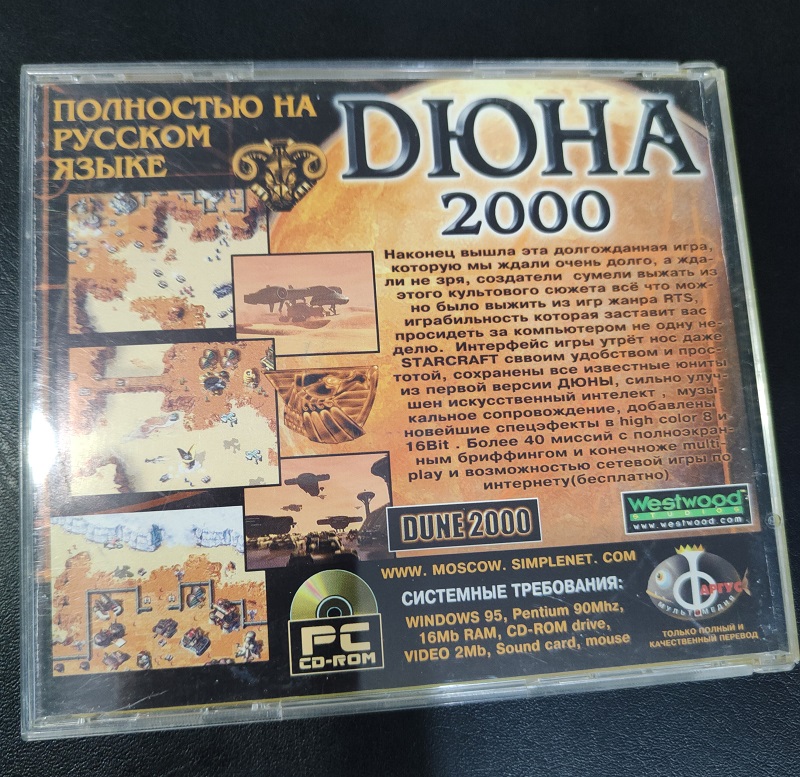 ПОЛНОСТЬЮ НА
РУССКОМ
ЯЗЫКЕ
DЮНА
2000
Наконец вышла эта долгожданная игра,
которую мы ждали очень долго, а жда-
ли не зря, создатели сумели выжать из
этого культового сюжета всё что мож-
но было выжить из игр жанра RTS,
играбильность которая заставит вас
просидеть за компьютером не одну не-
делю. Интерфейс игры утрёт нос даже
STARCRAFT сввоим удобством и прос-
тотой, сохранены все известные юниты
из первой версии ДЮНЫ, сильно улуч-
шен искусственный интелект , музы-
кальное сопровождение, добавлены
новейшие спецэфекты в high color 8 и
16Bit . Более 40 миссий с полноэкран-
ным бриффингом и конечноже multi-
play и возможностью сетевой игры по
интернету(бесплатно)
DUNE 2000
Westwood
STUDIOS
www.westwood.com
WWW. MOSCOW. SIMPLENET. COM
СИСТЕМНЫЕ ТРЕБОВАНИЯ:
WINDOWS 95, Pentium 90Mhz,
16Mb RAM, CD-ROM drive,
VIDEO 2Mb, Sound card, mouse
PC
CD-ROM
ФАРГУС
МУЛЬТИМЕДИА
ТОЛЬКО ПОЛНЫЙ И
КАЧЕСТВЕННЫЙ ПЕРЕВОД